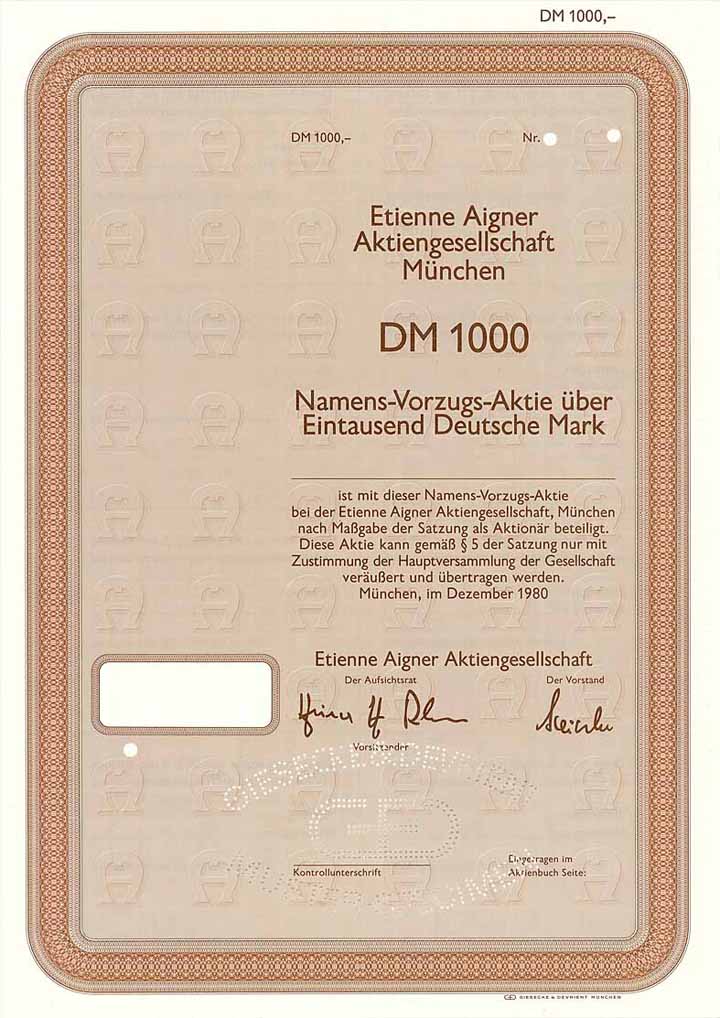 DM 1000,–
DM 1000,–
Nr.
Etienne Aigner
Aktiengesellschaft
München
DM 1000
Namens-Vorzugs-Aktie über
Eintausend Deutsche Mark
ist mit dieser Namens-Vorzugs-Aktie
bei der Etienne Aigner Aktiengesellschaft, München
nach Maßgabe der Satzung als Aktionär beteiligt.
Diese Aktie kann gemäß § 5 der Satzung nur mit
Zustimmung der Hauptversammlung der Gesellschaft
veräußert und übertragen werden.
München, im Dezember 1980
Etienne Aigner Aktiengesellschaft
Der Aufsichtsrat
Der Vorstand
Vorsitzender
Kontrollunterschrift
Eingetragen im
Aktienbuch Seite:
GIESECKE & DEVRIENT MÜNCHEN